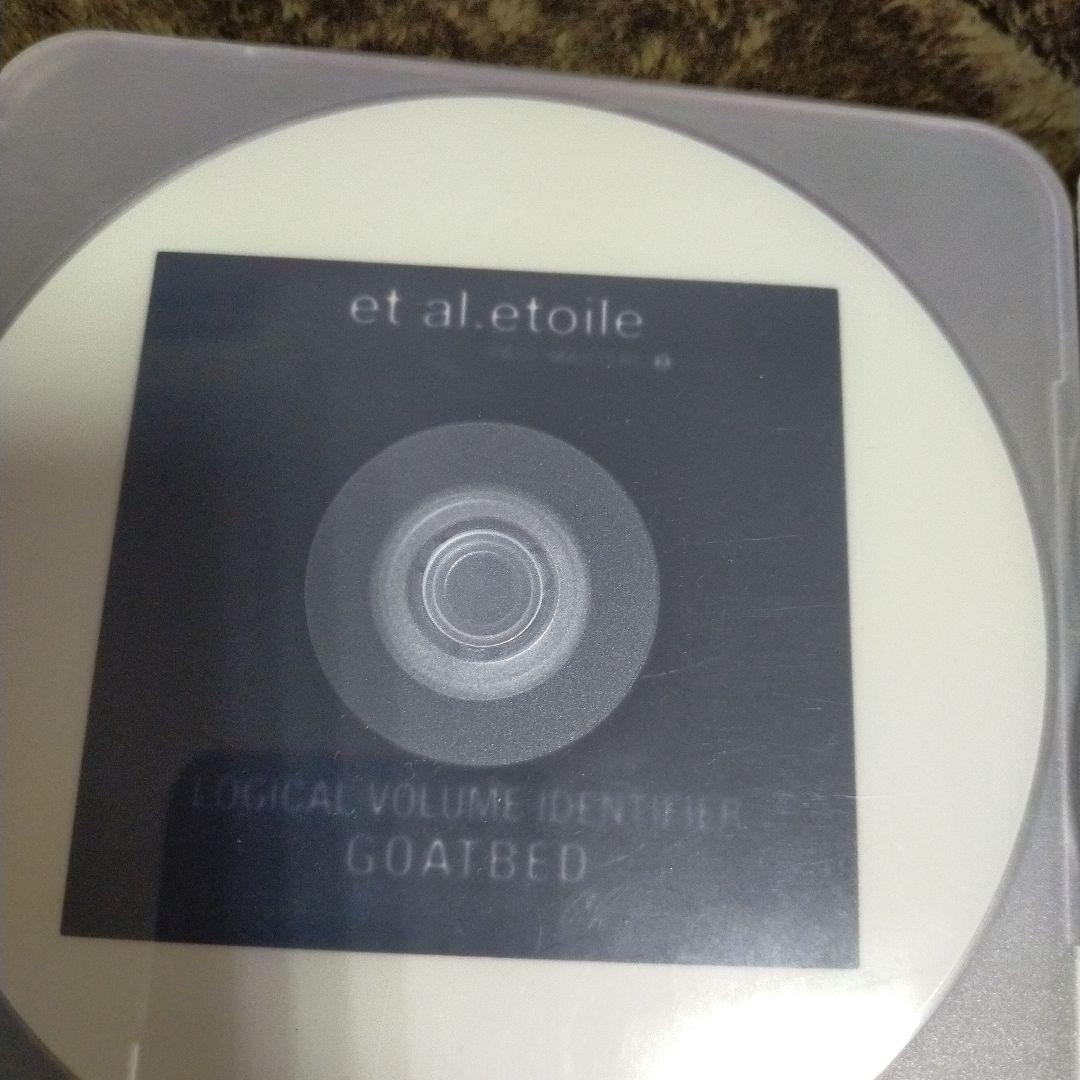 et al.etoile
LOGICAL VOLUME IDENTIFIER
GOATBED